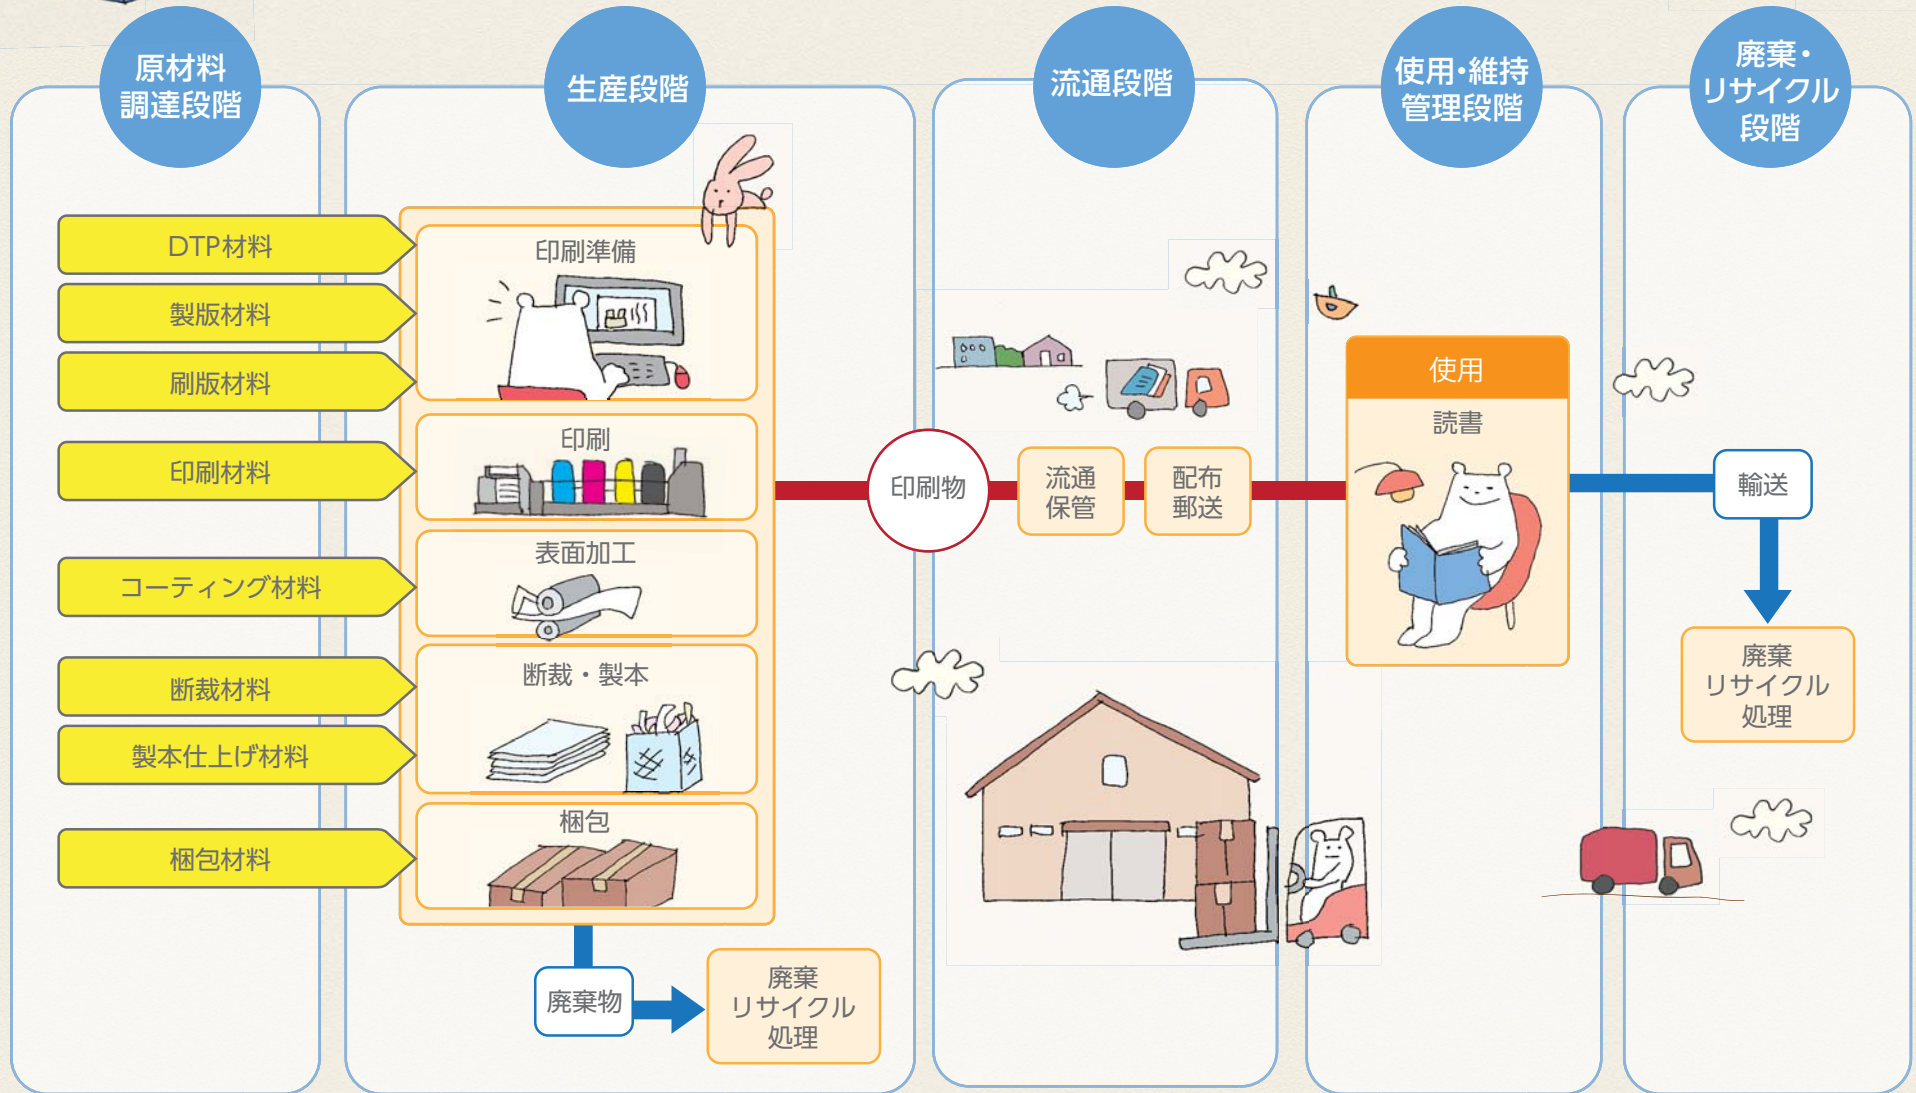 原材料
調達段階
生産段階
流通段階
使用・維持
管理段階
廃棄・
リサイクル
段階
DTP材料
製版材料
刷版材料
印刷材料
コーティング材料
断裁材料
製本仕上げ材料
梱包材料
印刷準備
印刷
表面加工
断裁・製本
梱包
廃棄物
廃棄
リサイクル
処理
印刷物
流通
保管
配布
郵送
使用
読書
輸送
廃棄
リサイクル
処理